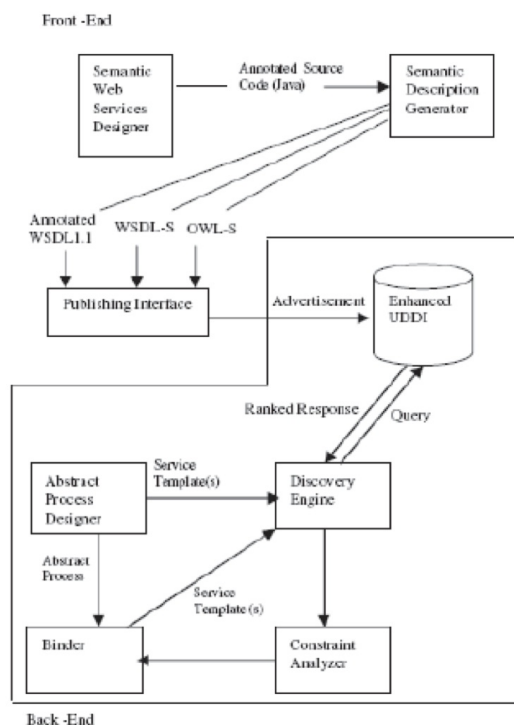 Front -End
Semantic
Web
Services
Designer
Annotated Source
Code (Java)
Semantic
Description
Generator
Annotated
WSDL1.1
WSDL-S
OWL-S
Publishing Interface
Advertisement
Enhanced
UDDI
Ranked Response
Query
Abstract
Process
Designer
Service
Template(s)
Discovery
Engine
Abstract
Process
Service
Template(s)
Binder
Constraint
Analyzer
Back -End